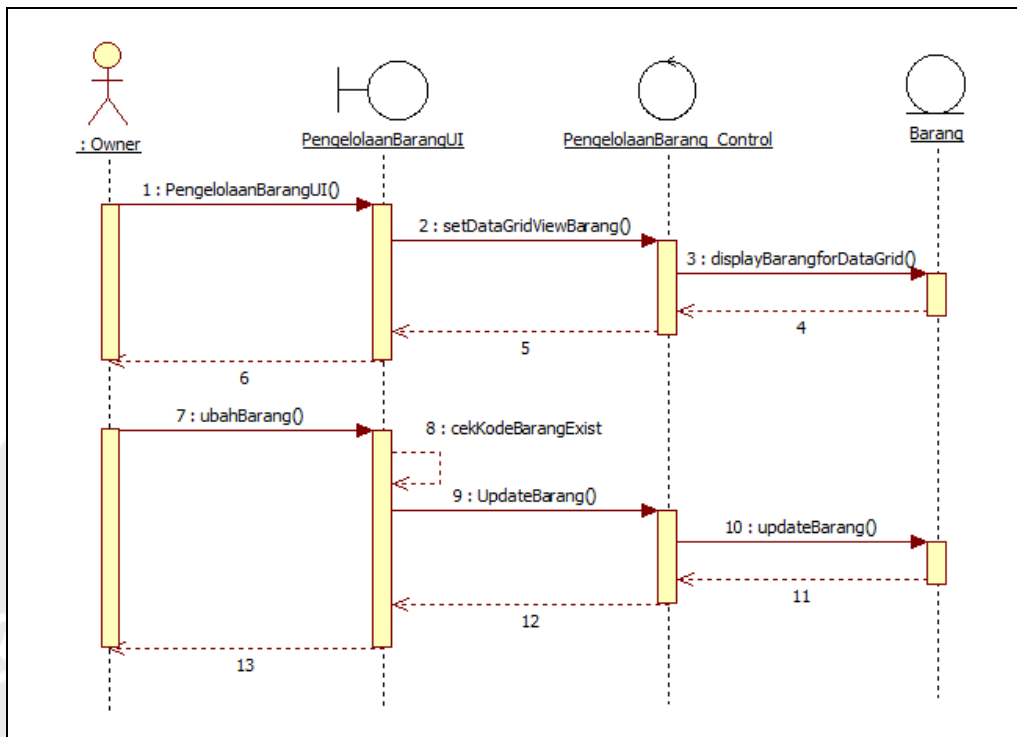 : Owner
PengelolaanBarangUI
PengelolaanBarang_Control
Barang
1 : PengelolaanBarangUI()
2 : setDataGridViewBarang()
3 : displayBarangforDataGrid()
4
5
6
7 : ubahBarang()
8 : cekKodeBarangExist
9 : UpdateBarang()
10 : updateBarang()
11
12
13